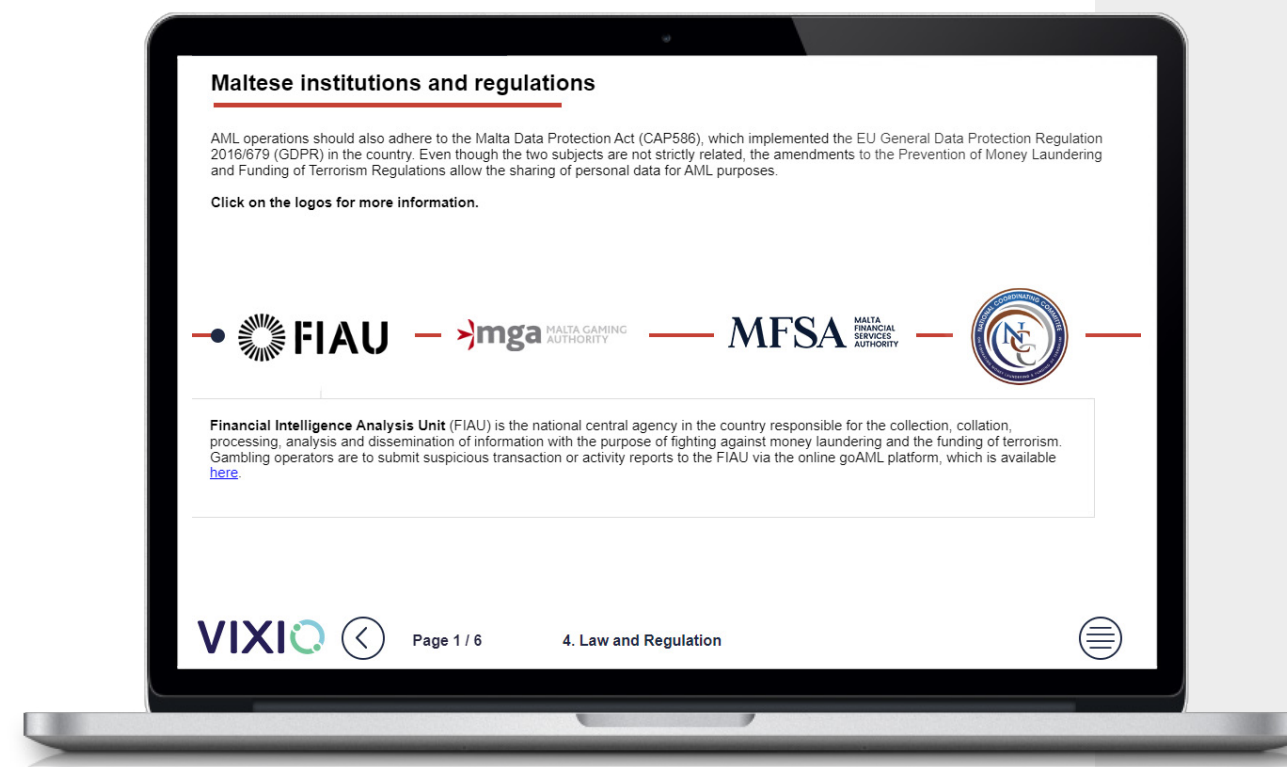 Maltese institutions and regulations
AML operations should also adhere to the Malta Data Protection Act (CAP586), which implemented the EU General Data Protection Regulation
2016/679 (GDPR) in the country. Even though the two subjects are not strictly related, the amendments to the Prevention of Money Laundering
and Funding of Terrorism Regulations allow the sharing of personal data for AML purposes.
Click on the logos for more information.
FIAU
mga MALTA GAMING
AUTHORITY
MFSA
MALTA
FINANCIAL
SERVICES
AUTHORITY
NATIONAL COORDINATING COMMITTEE
NCC
Financial Intelligence Analysis Unit (FIAU) is the national central agency in the country responsible for the collection, collation,
processing, analysis and dissemination of information with the purpose of fighting against money laundering and the funding of terrorism.
Gambling operators are to submit suspicious transaction or activity reports to the FIAU via the online goAML platform, which is available
here.
VIXIO
Page 1 / 6
4. Law and Regulation